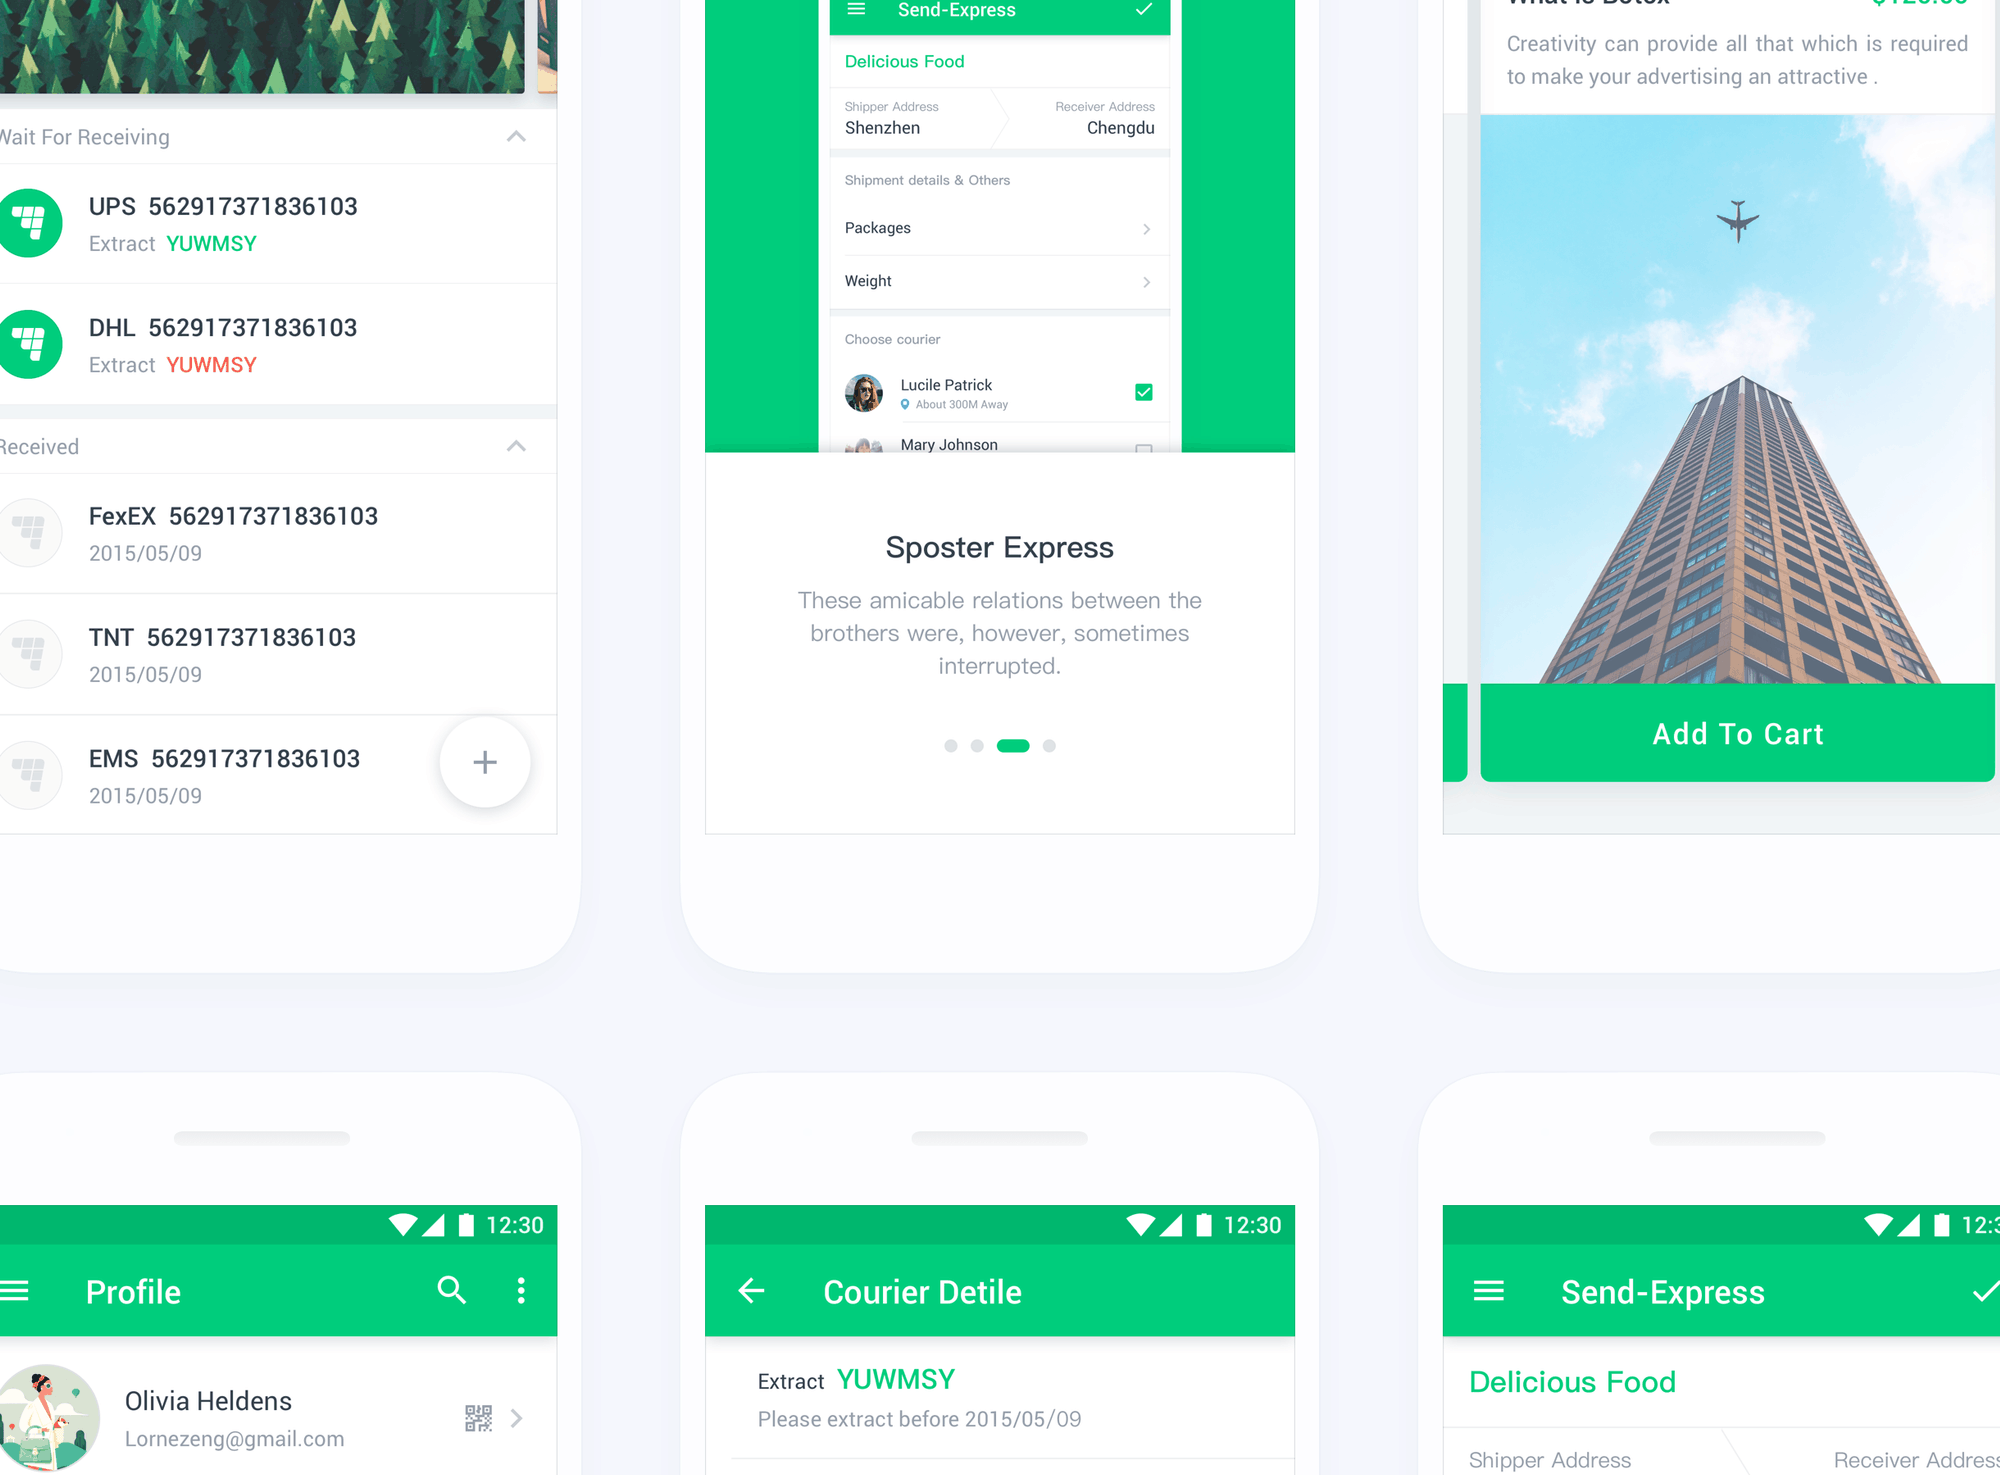 Wait For Receiving
UPS 562917371836103
Extract YUWMSY
DHL 562917371836103
Extract YUWMSY
Received
FexEX 562917371836103
2015/05/09
TNT 562917371836103
2015/05/09
EMS 562917371836103
2015/05/09
Send-Express
Delicious Food
Shipper Address
Receiver Address
Shenzhen
Chengdu
Shipment details & Others
Packages
Weight
Choose courier
Lucile Patrick
About 300M Away
Mary Johnson
Sposter Express
These amicable relations between the
brothers were, however, sometimes
interrupted.
What is Botox
Creativity can provide all that which is required
to make your advertising an attractive .
Add To Cart
12:30
Profile
Olivia Heldens
Lornezeng@gmail.com
12:30
Courier Detile
Extract YUWMSY
Please extract before 2015/05/09
12:3
Send-Express
Delicious Food
Shipper Address
Receiver Address